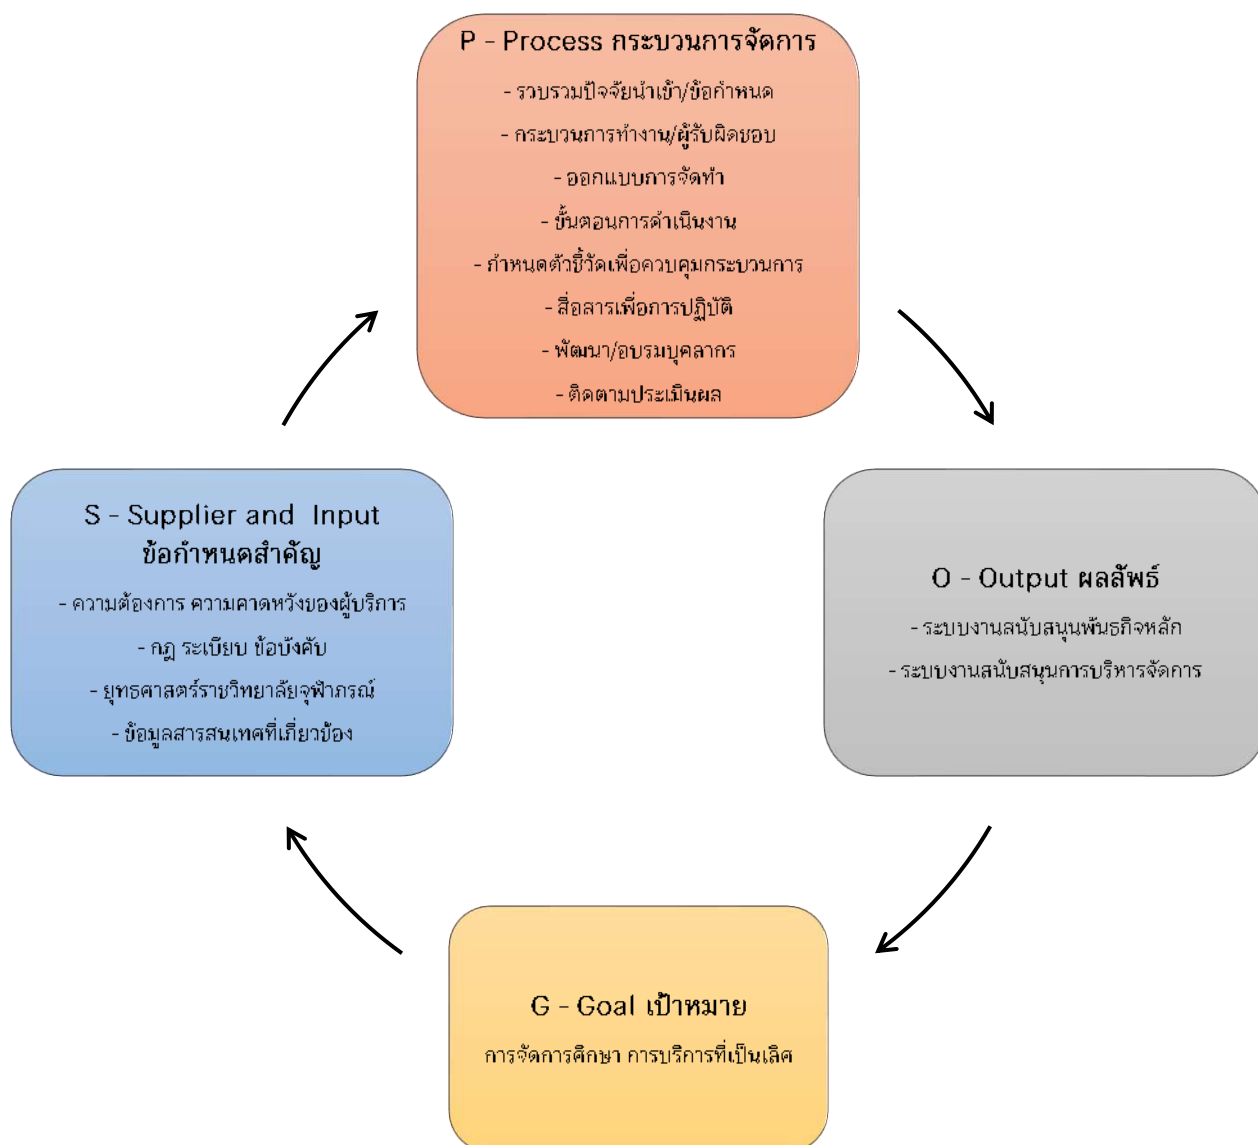 P - Process กระบวนการจัดการ
- รวบรวมปัจจัยนำเข้า/ข้อกำหนด
- กระบวนการทำงาน/ผู้รับผิดชอบ
- ออกแบบการจัดทำ
- ขั้นตอนการดำเนินงาน
- กำหนดตัวชี้วัดเพื่อควบคุมกระบวนการ
- สื่อสารเพื่อการปฏิบัติ
- พัฒนา/อบรมบุคลากร
- ติดตามประเมินผล
S - Supplier and Input
ข้อกำหนดสำคัญ
- ความต้องการ ความคาดหวังของผู้บริการ
- กฎ ระเบียบ ข้อบังคับ
- ยุทธศาสตร์ราชวิทยาลัยจุฬาภรณ์
- ข้อมูลสารสนเทศที่เกี่ยวข้อง
O - Output ผลลัพธ์
- ระบบงานสนับสนุนพันธกิจหลัก
- ระบบงานสนับสนุนการบริหารจัดการ
G - Goal เป้าหมาย
การจัดการศึกษา การบริการที่เป็นเลิศ